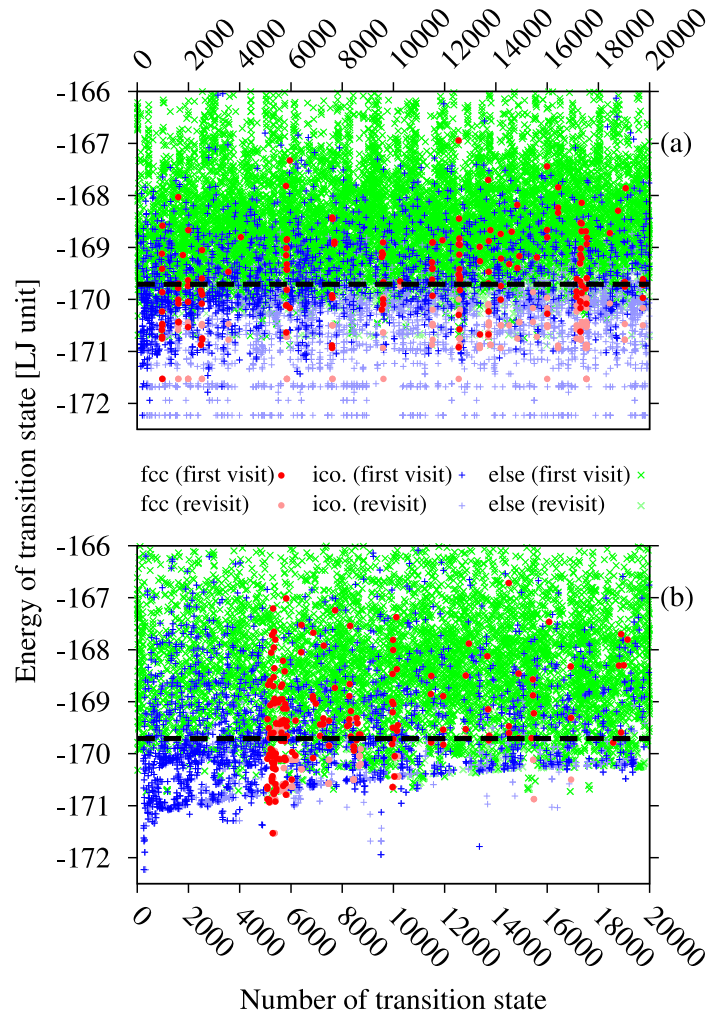 0 2000 4000 6000 8000 10000 12000 14000 16000 18000 20000
-166
-167
(a)
-168
-169
-170
-171
-172
Energy of transition state [LJ unit]
fcc (first visit) ico. (first visit) else (first visit)
fcc (revisit) ico. (revisit) else (revisit)
-166
-167
(b)
-168
-169
-170
-171
-172
0 2000 4000 6000 8000 10000 12000 14000 16000 18000 20000
Number of transition state